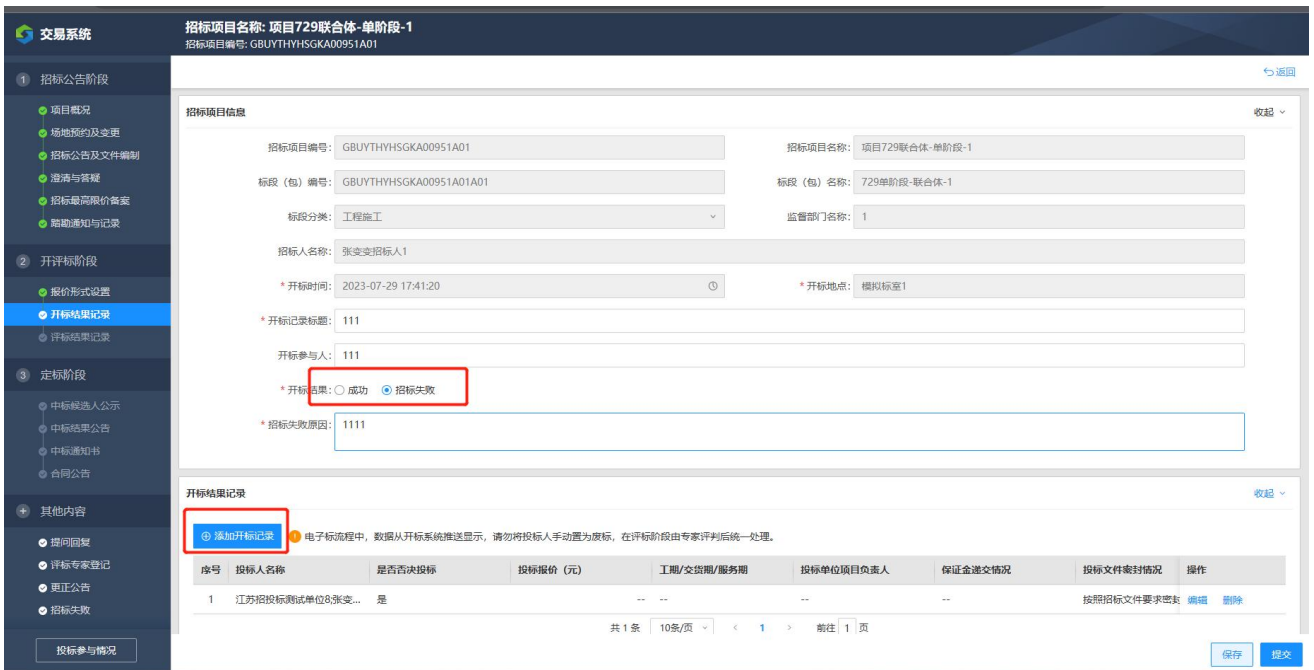 交易系统
招标项目名称: 项目729联合体-单阶段-1
招标项目编号: GBUYTHYHSGKA00951A01
返回
1 招标公告阶段
项目概况
场地预约及变更
招标公告及文件编制
澄清与答疑
招标最高限价备案
踏勘通知与记录
2 开评标阶段
报价形式设置
开标结果记录
评标结果记录
3 定标阶段
中标候选人公示
中标结果公告
中标通知书
合同公告
其他内容
提问回复
评标专家登记
更正公告
招标失败
投标参与情况
招标项目信息 收起
招标项目编号: GBUYTHYHSGKA00951A01 招标项目名称: 项目729联合体-单阶段-1
标段（包）编号: GBUYTHYHSGKA00951A01A01 标段（包）名称: 729单阶段-联合体-1
标段分类: 工程施工 监督部门名称: 1
招标人名称: 张变变招标人1
* 开标时间: 2023-07-29 17:41:20 * 开标地点: 模拟标室1
* 开标记录标题: 111
开标参与人: 111
* 开标结果: 成功 招标失败
* 招标失败原因: 1111
开标结果记录 收起
添加开标记录 ! 电子标流程中，数据从开标系统推送显示，请勿将投标人手动置为废标，在评标阶段由专家评判后统一处理。
序号 投标人名称 是否否决投标 投标报价（元） 工期/交货期/服务期 投标单位项目负责人 保证金递交情况 投标文件密封情况 操作
1 江苏招投标测试单位8;张变... 是 -- -- -- -- 按照招标文件要求密封 编辑 删除
共 1 条 10条/页 < 1 > 前往 1 页
保存 提交